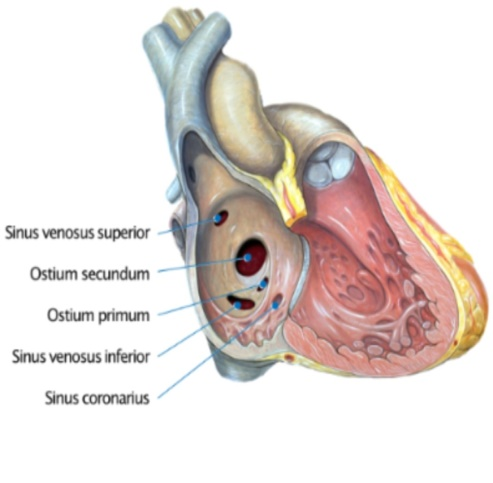 Sinus venosus superior
Ostium secundum
Ostium primum
Sinus venosus inferior
Sinus coronarius